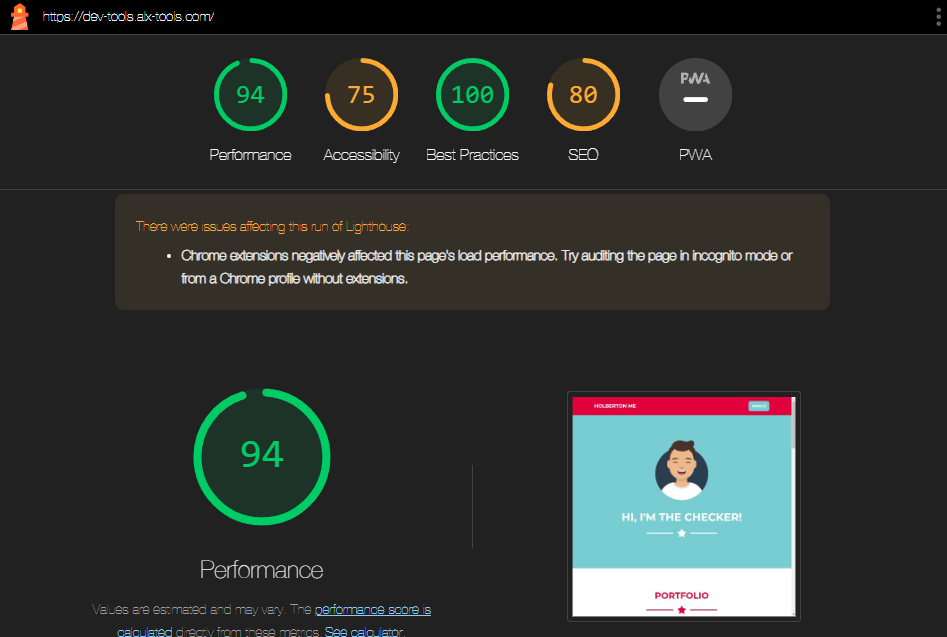 https://dev-tools.alx-tools.com/
94
75
100
80
PWA
Performance
Accessibility
Best Practices
SEO
PWA
There were issues affecting this run of Lighthouse:
Chrome extensions negatively affected this page's load performance. Try auditing the page in incognito mode or
from a Chrome profile without extensions.
94
Performance
Values are estimated and may vary. The performance score is
calculated directly from these metrics. See calculator.
HOLBERTON ME
HI, I'M THE CHECKER!
PORTFOLIO